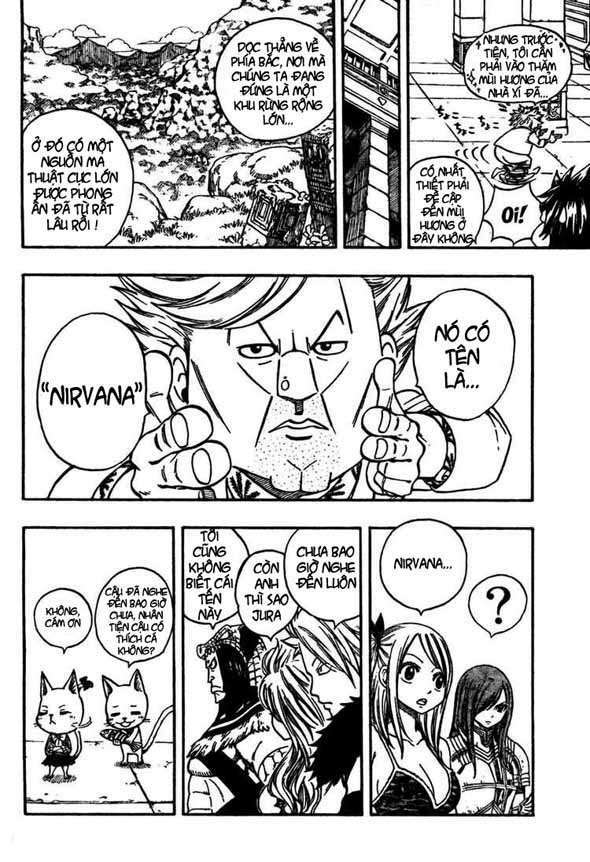 NHƯNG TRƯỚC
TIÊN, TÔI CẦN
PHẢI VÀO THĂM
MÙI HƯƠNG CỦA
NHÀ XÍ ĐÃ...
CÓ NHẤT
THIẾT PHẢI
ĐỀ CẬP
ĐẾN MÙI
HƯƠNG Ở
ĐÂY KHÔNG
OI!
DỌC THẲNG VỀ
PHÍA BẮC, NƠI MÀ
CHÚNG TA ĐANG
ĐỨNG LÀ MỘT
KHU RỪNG RỘNG
LỚN...
Ở ĐÓ CÓ MỘT
NGUỒN MA
THUẬT CỰC LỚN
ĐƯỢC PHONG
ẤN ĐÃ TỪ RẤT
LÂU RỒI !
NÓ CÓ
TÊN
LÀ...
"NIRVANA"
?
NIRVANA...
CHƯA BAO
GIỜ NGHE
ĐẾN LUÔN
CÒN
ANH
THÌ SAO
JURA
TÔI
CŨNG
KHÔNG
BIẾT CÁI
TÊN
NÀY
CẬU ĐÃ NGHE
ĐẾN BAO GIỜ
CHƯA, NHÂN
TIỆN CẬU CÓ
THÍCH CÁ
KHÔNG?
KHÔNG,
CẢM ƠN